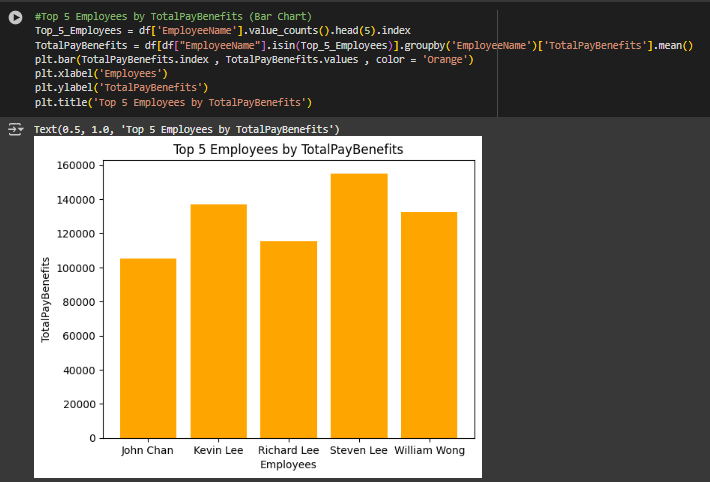 #Top 5 Employees by TotalPayBenefits (Bar Chart)
Top_5_Employees = df['EmployeeName'].value_counts().head(5).index
TotalPayBenefits = df[df["EmployeeName"].isin(Top_5_Employees)].groupby('EmployeeName')['TotalPayBenefits'].mean()
plt.bar(TotalPayBenefits.index , TotalPayBenefits.values , color = 'Orange')
plt.xlabel('Employees')
plt.ylabel('TotalPayBenefits')
plt.title('Top 5 Employees by TotalPayBenefits')
Text(0.5, 1.0, 'Top 5 Employees by TotalPayBenefits')
Top 5 Employees by TotalPayBenefits
TotalPayBenefits
160000
140000
120000
100000
80000
60000
40000
20000
0
John Chan Kevin Lee Richard Lee Steven Lee William Wong
Employees